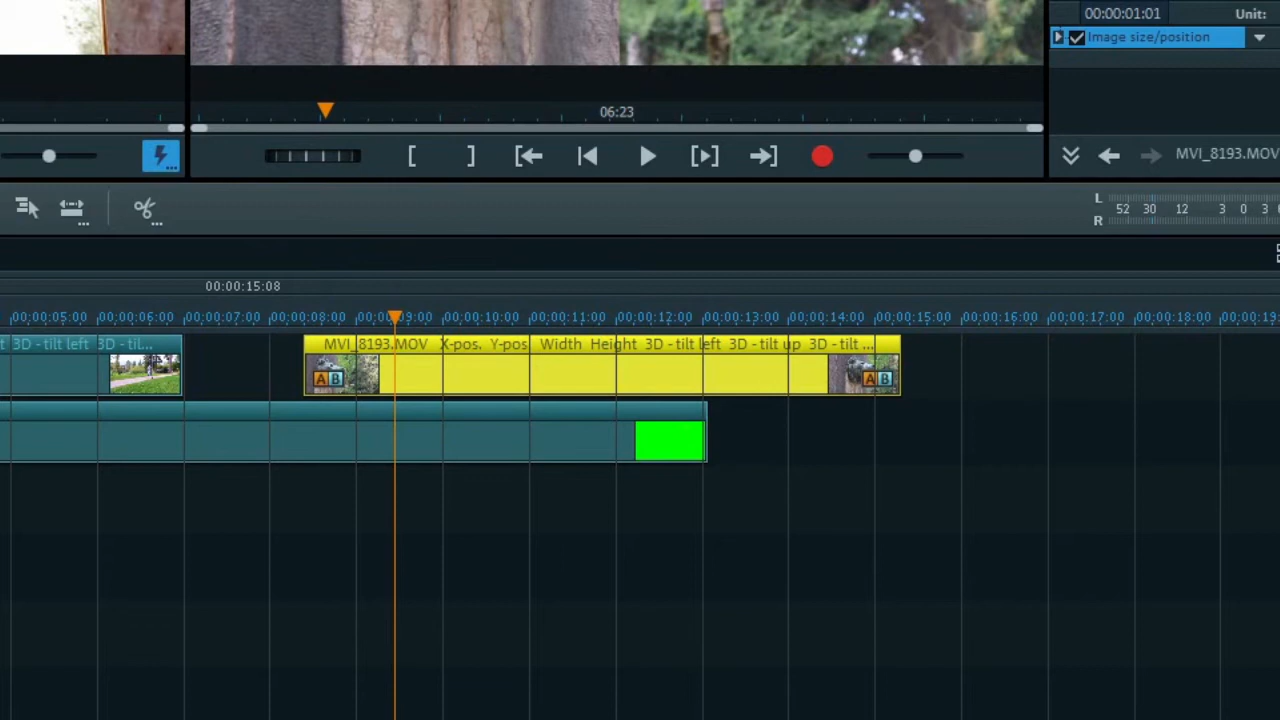 00:00:01:01 Unit:
Image size/position
06:23
MVI_8193.MOV
L
52 30 12 3 0 3
R
00:00:15:08
00:00:05:00 00:00:06:00 00:00:07:00 00:00:08:00 00:00:09:00 00:00:10:00 00:00:11:00 00:00:12:00 00:00:13:00 00:00:14:00 00:00:15:00 00:00:16:00 00:00:17:00 00:00:18:00 00:00:19:
t 3D - tilt left 3D - til... MVI_8193.MOV X-pos. Y-pos Width Height 3D - tilt left 3D - tilt up 3D - tilt ...
A B A B